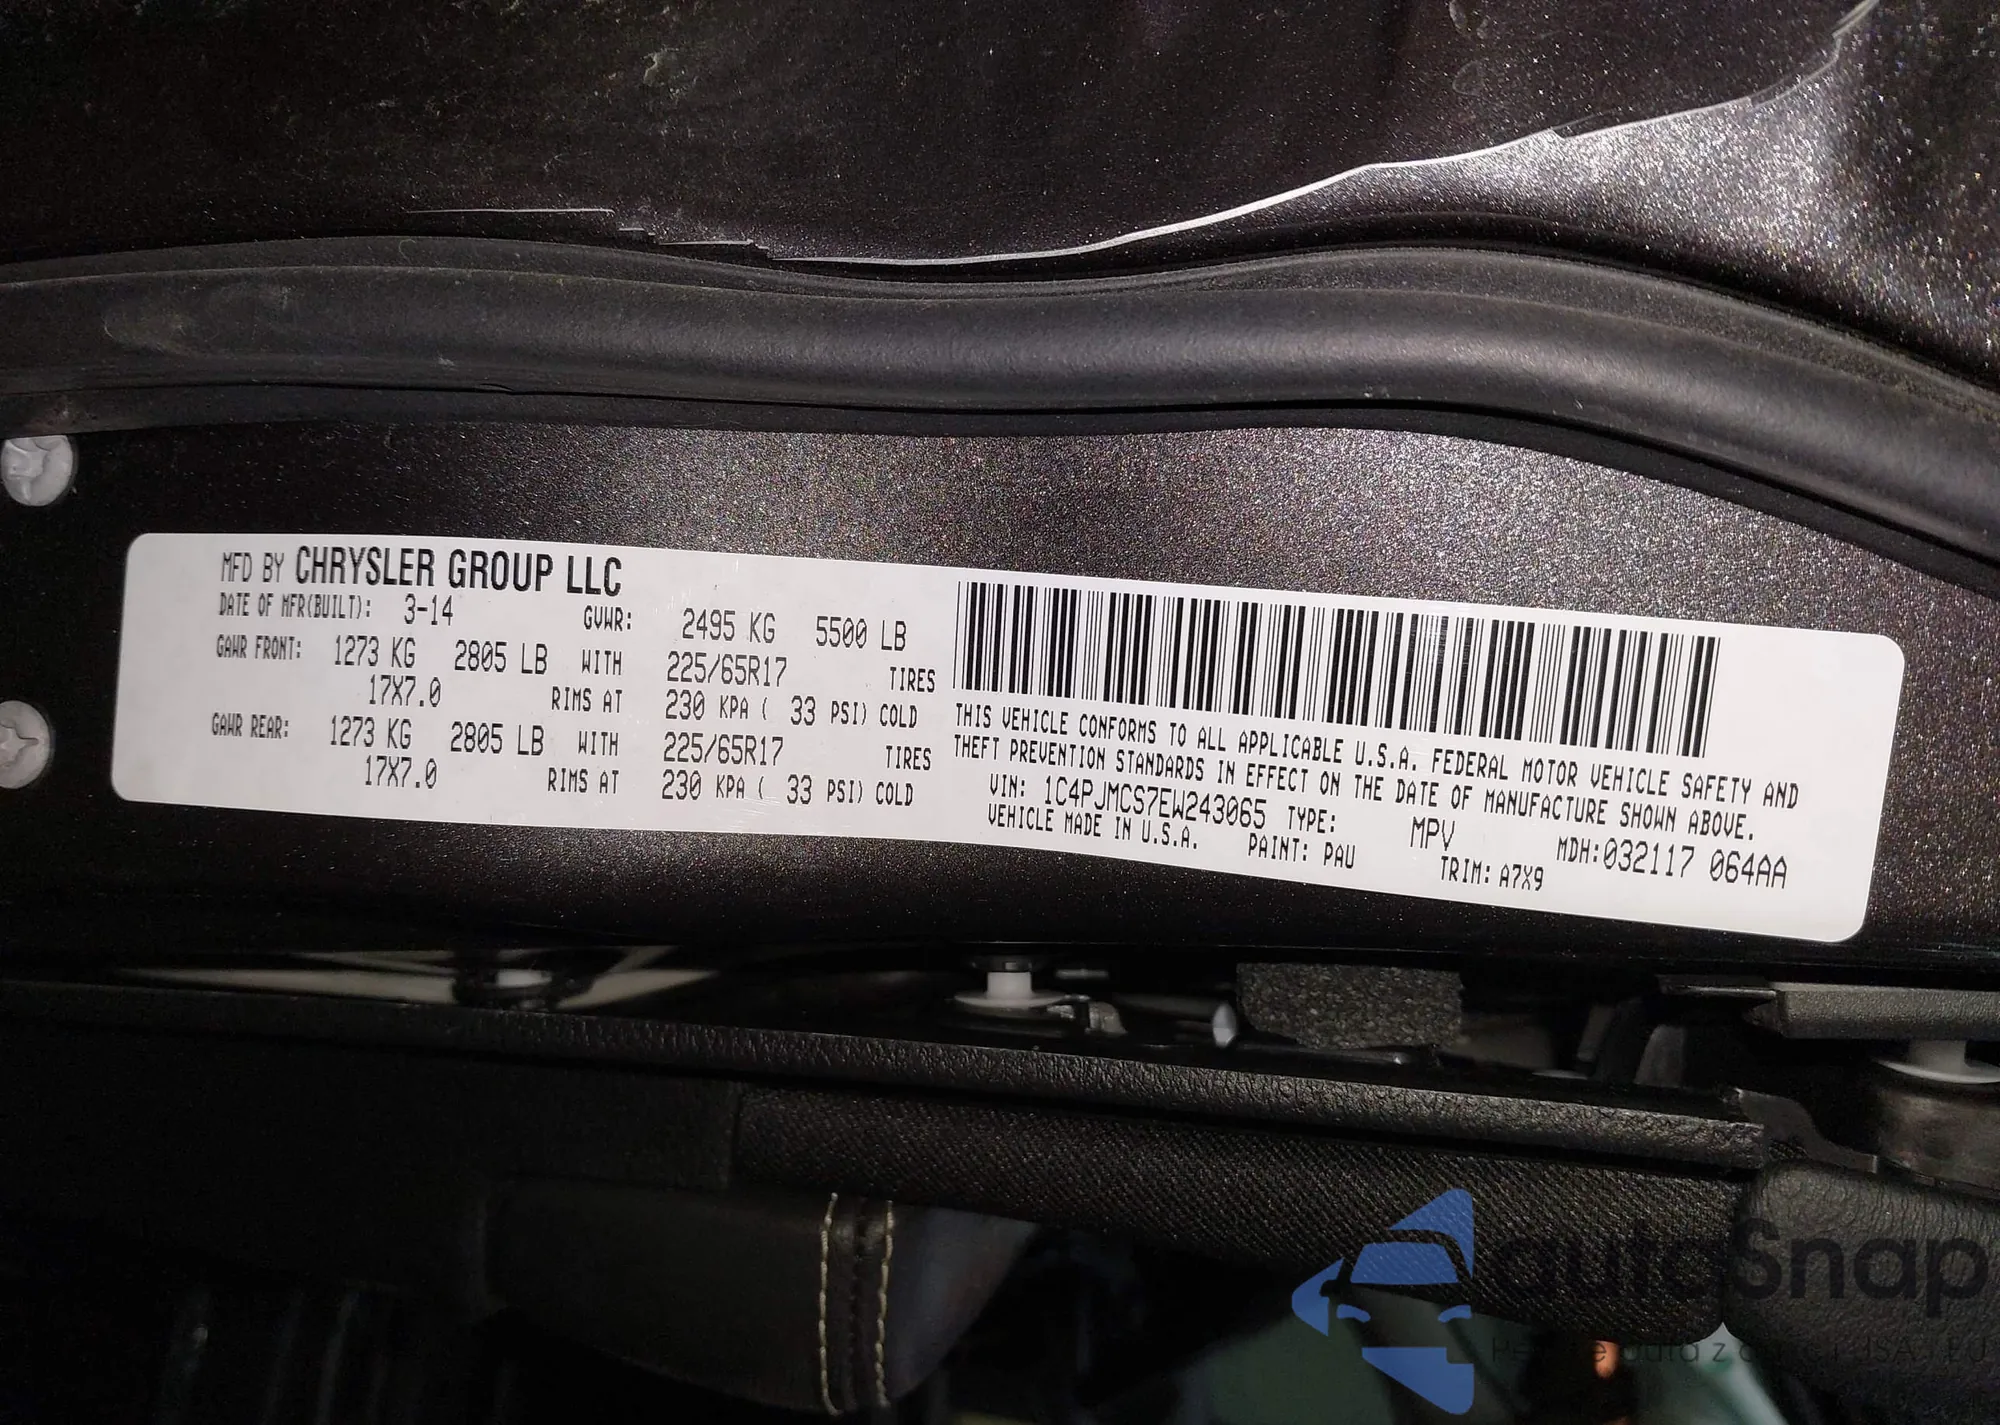 MFD BY CHRYSLER GROUP LLC
DATE OF MFR(BUILT): 3-14 GVWR: 2495 KG 5500 LB
GAWR FRONT: 1273 KG 2805 LB WITH 225/65R17 TIRES
17X7.0 RIMS AT 230 KPA ( 33 PSI) COLD
GAWR REAR: 1273 KG 2805 LB WITH 225/65R17 TIRES
17X7.0 RIMS AT 230 KPA ( 33 PSI) COLD
THIS VEHICLE CONFORMS TO ALL APPLICABLE U.S.A. FEDERAL MOTOR VEHICLE SAFETY AND
THEFT PREVENTION STANDARDS IN EFFECT ON THE DATE OF MANUFACTURE SHOWN ABOVE.
VIN: 1C4PJMCS7EW243065 TYPE: MPV MDH:032117 064AA
VEHICLE MADE IN U.S.A. PAINT: PAU TRIM: A7X9
autoSnap
auta z USA i EU